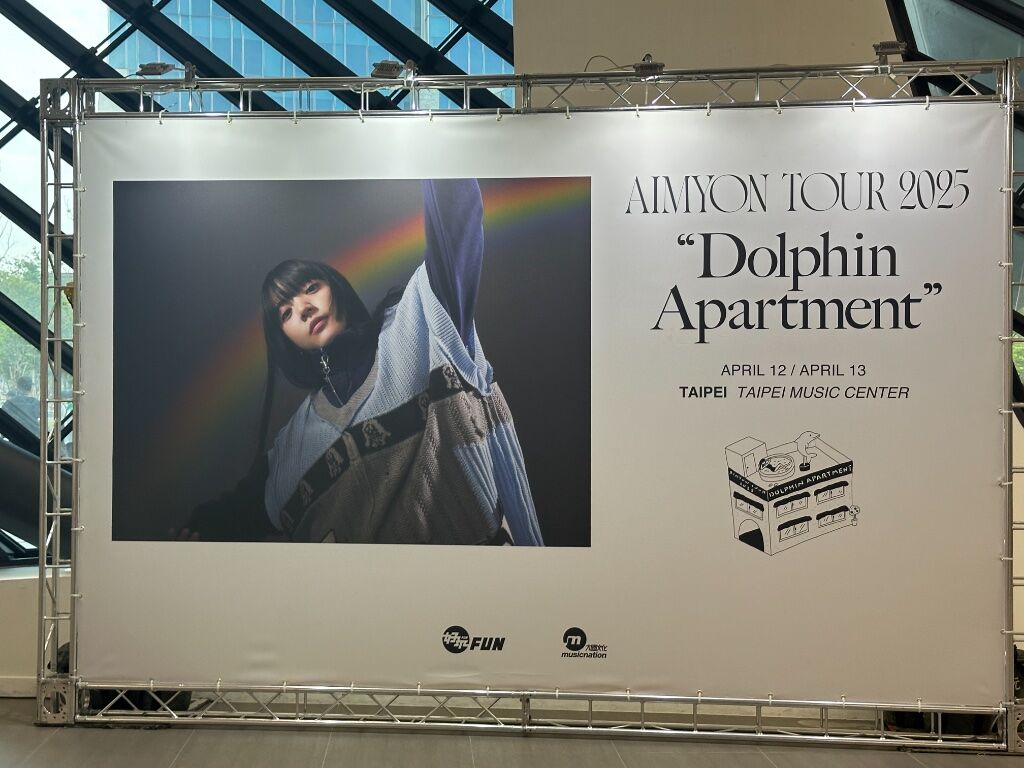 AIMYON TOUR 2025
“Dolphin
Apartment”
APRIL 12 / APRIL 13
TAIPEI TAIPEI MUSIC CENTER
DOLPHIN APARTMENT
FUN
m
musicnation